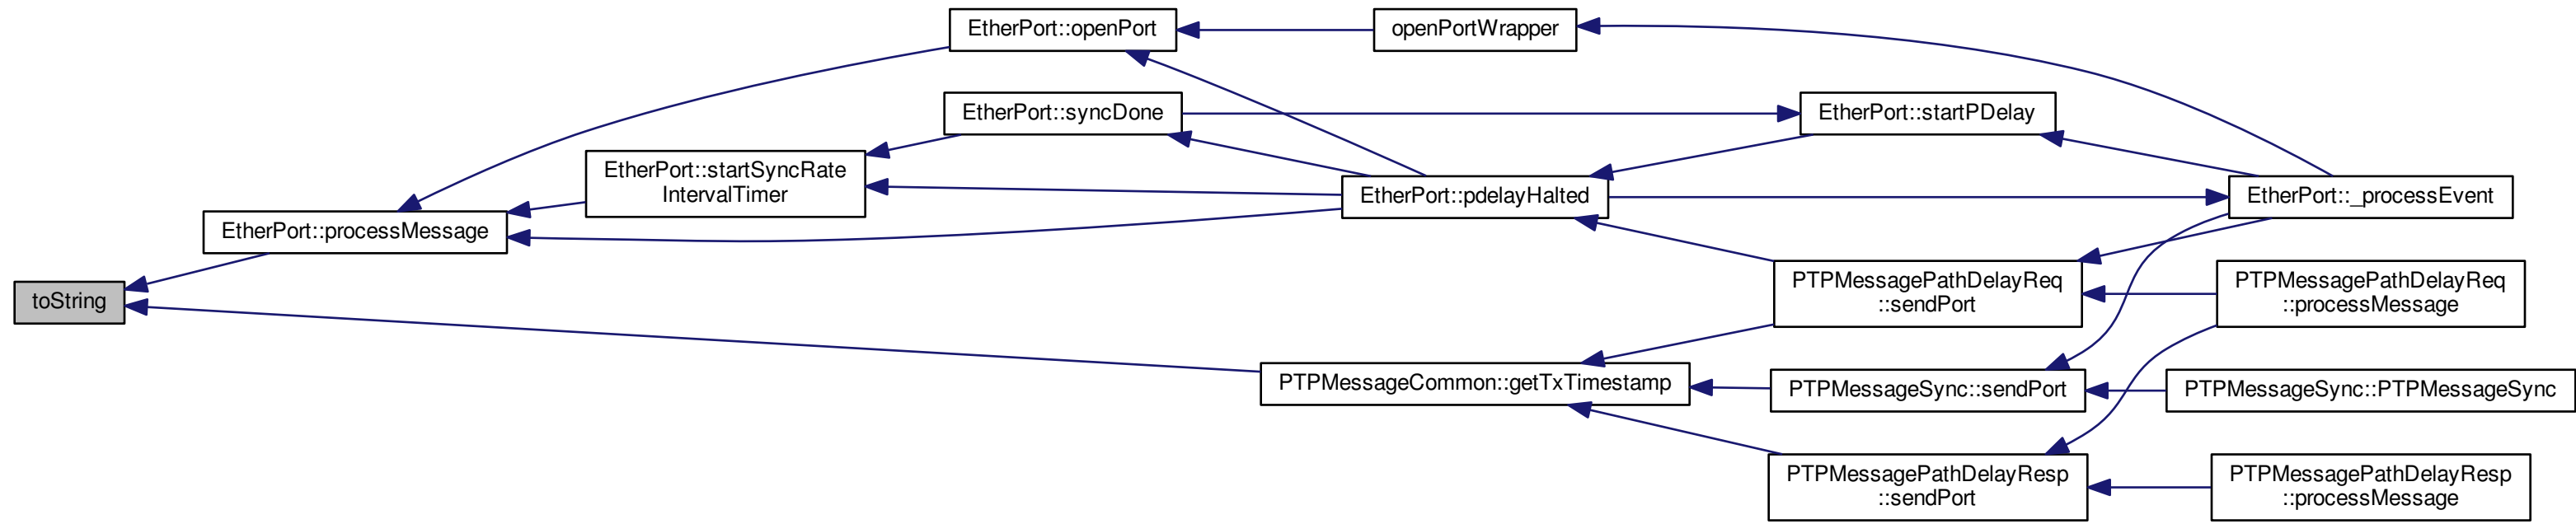 EtherPort::openPort
openPortWrapper
EtherPort::syncDone
EtherPort::startPDelay
EtherPort::startSyncRate
IntervalTimer
EtherPort::pdelayHalted
EtherPort::_processEvent
EtherPort::processMessage
toString
PTPMessagePathDelayReq
::sendPort
PTPMessagePathDelayReq
::processMessage
PTPMessageCommon::getTxTimestamp
PTPMessageSync::sendPort
PTPMessageSync::PTPMessageSync
PTPMessagePathDelayResp
::sendPort
PTPMessagePathDelayResp
::processMessage